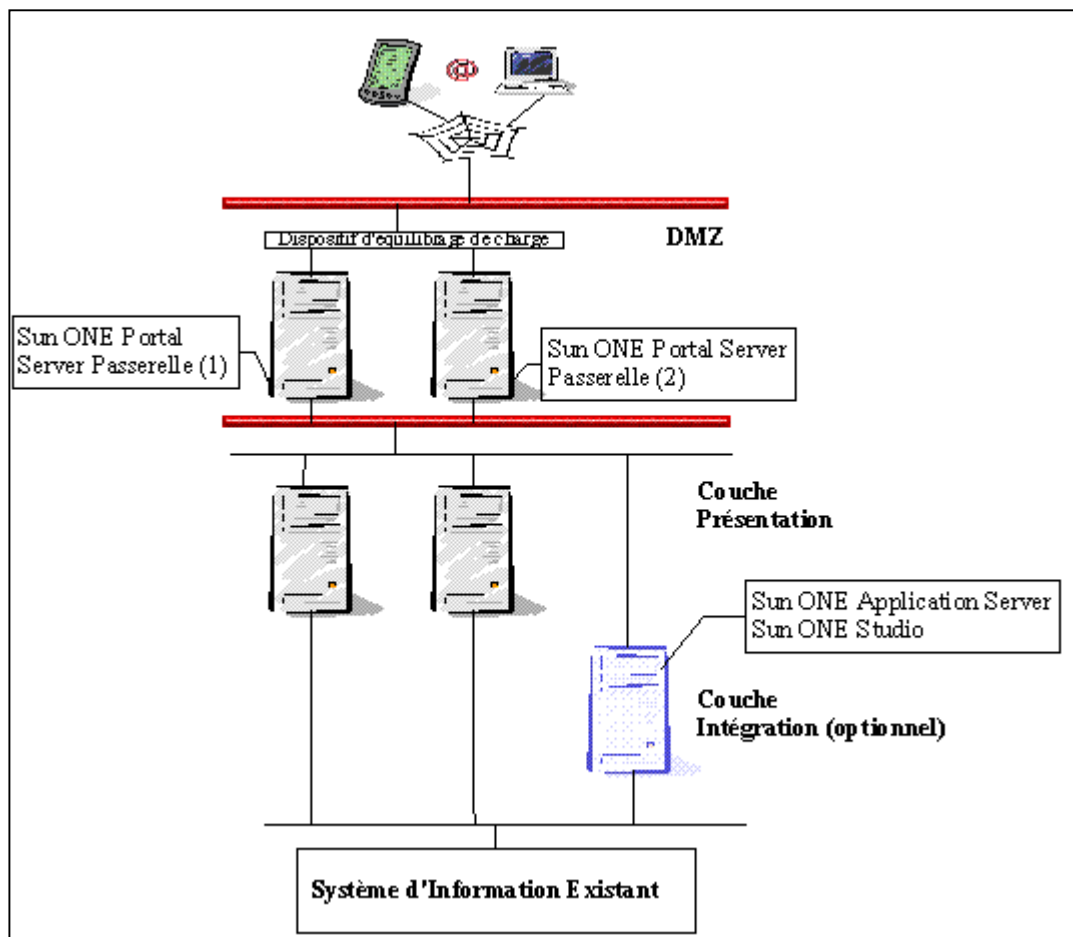 @
DMZ
Dispositif d'equilibrage de charge
Sun ONE Portal
Server Passerelle (1)
Sun ONE Portal Server
Passerelle (2)
Couche
Présentation
Sun ONE Application Server
Sun ONE Studio
Couche
Intégration (optionnel)
Système d'Information Existant